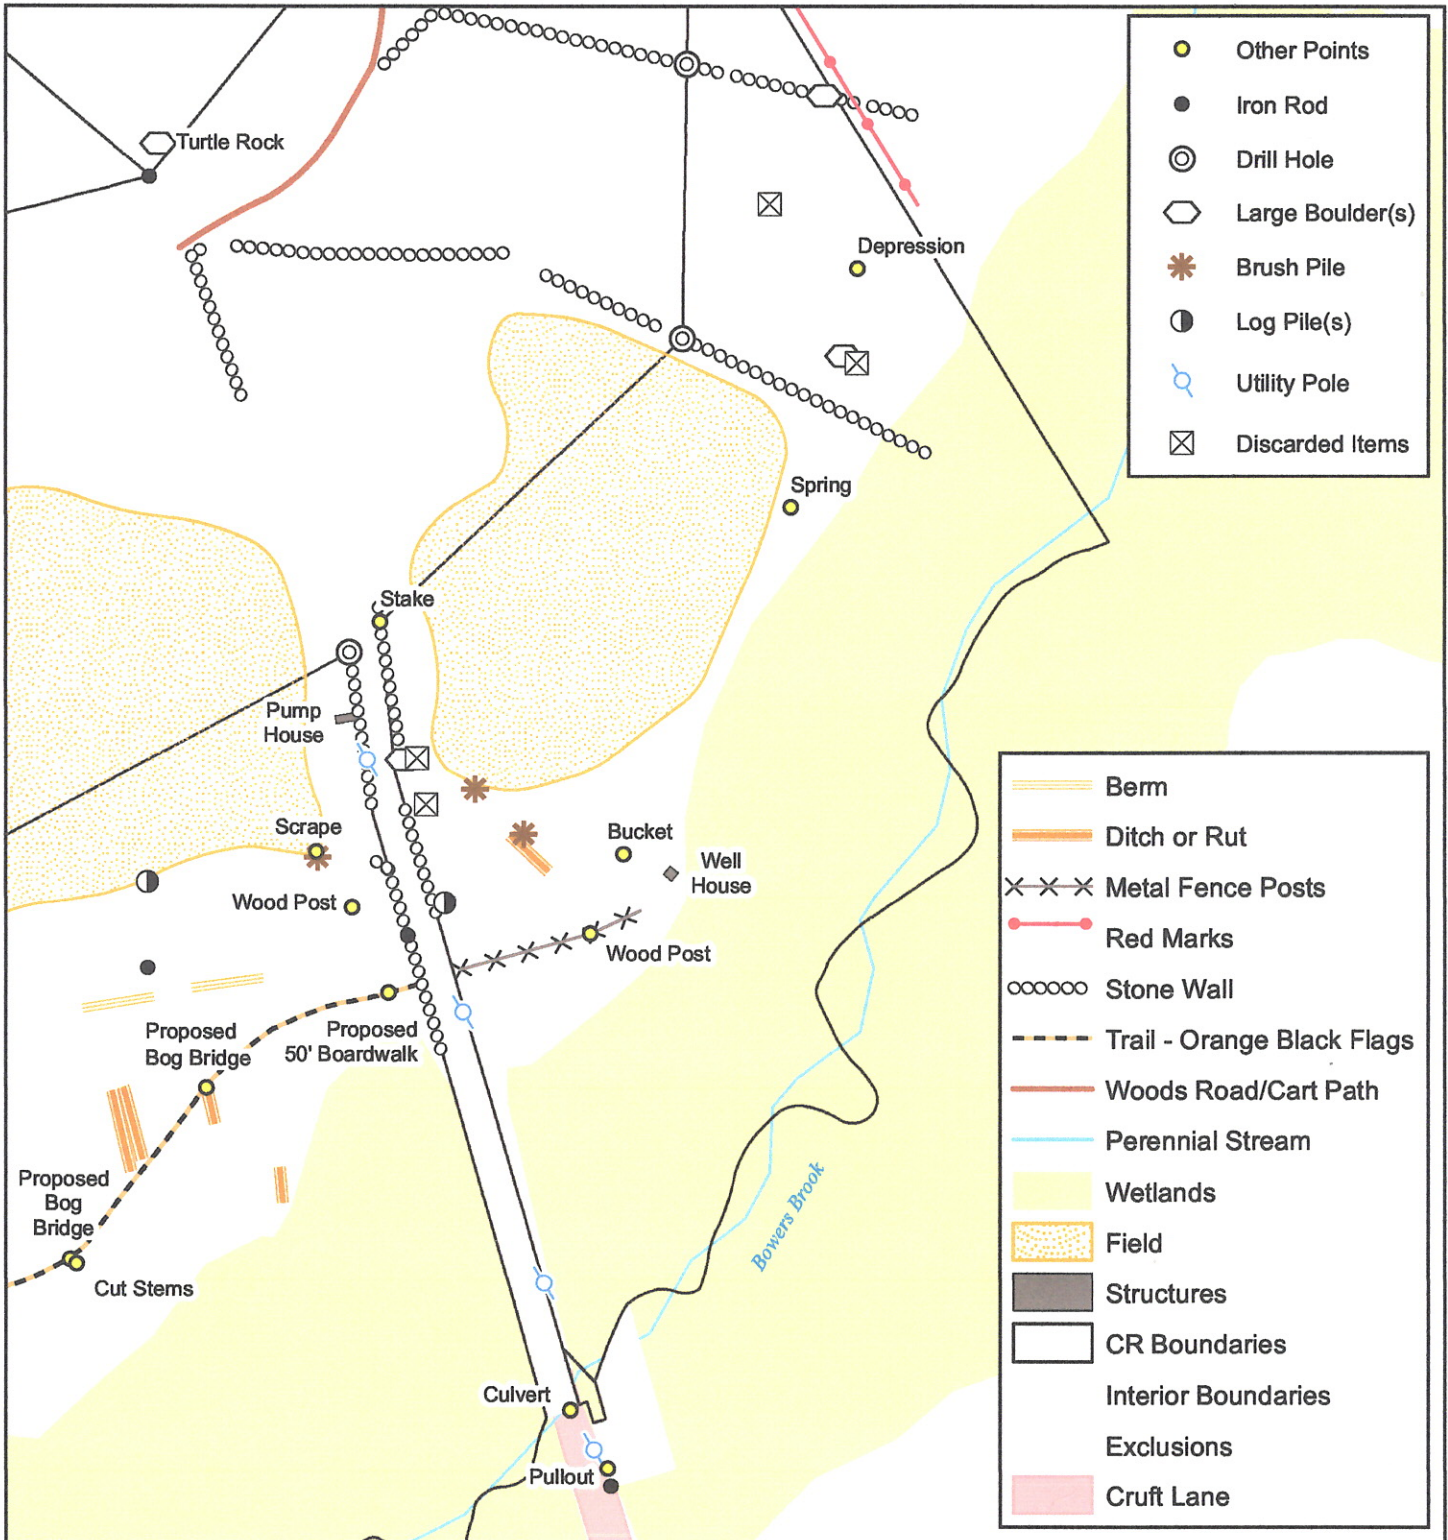 Other Points
Iron Rod
Drill Hole
Large Boulder(s)
Brush Pile
Log Pile(s)
Utility Pole
Discarded Items
Turtle Rock
Depression
Spring
Stake
Pump
House
Scrape
Bucket
Well
House
Wood Post
Wood Post
Proposed
Bog Bridge
Proposed
50' Boardwalk
Proposed
Bog
Bridge
Cut Stems
Bowers Brook
Culvert
Pullout
Berm
Ditch or Rut
Metal Fence Posts
Red Marks
Stone Wall
Trail - Orange Black Flags
Woods Road/Cart Path
Perennial Stream
Wetlands
Field
Structures
CR Boundaries
Interior Boundaries
Exclusions
Cruft Lane